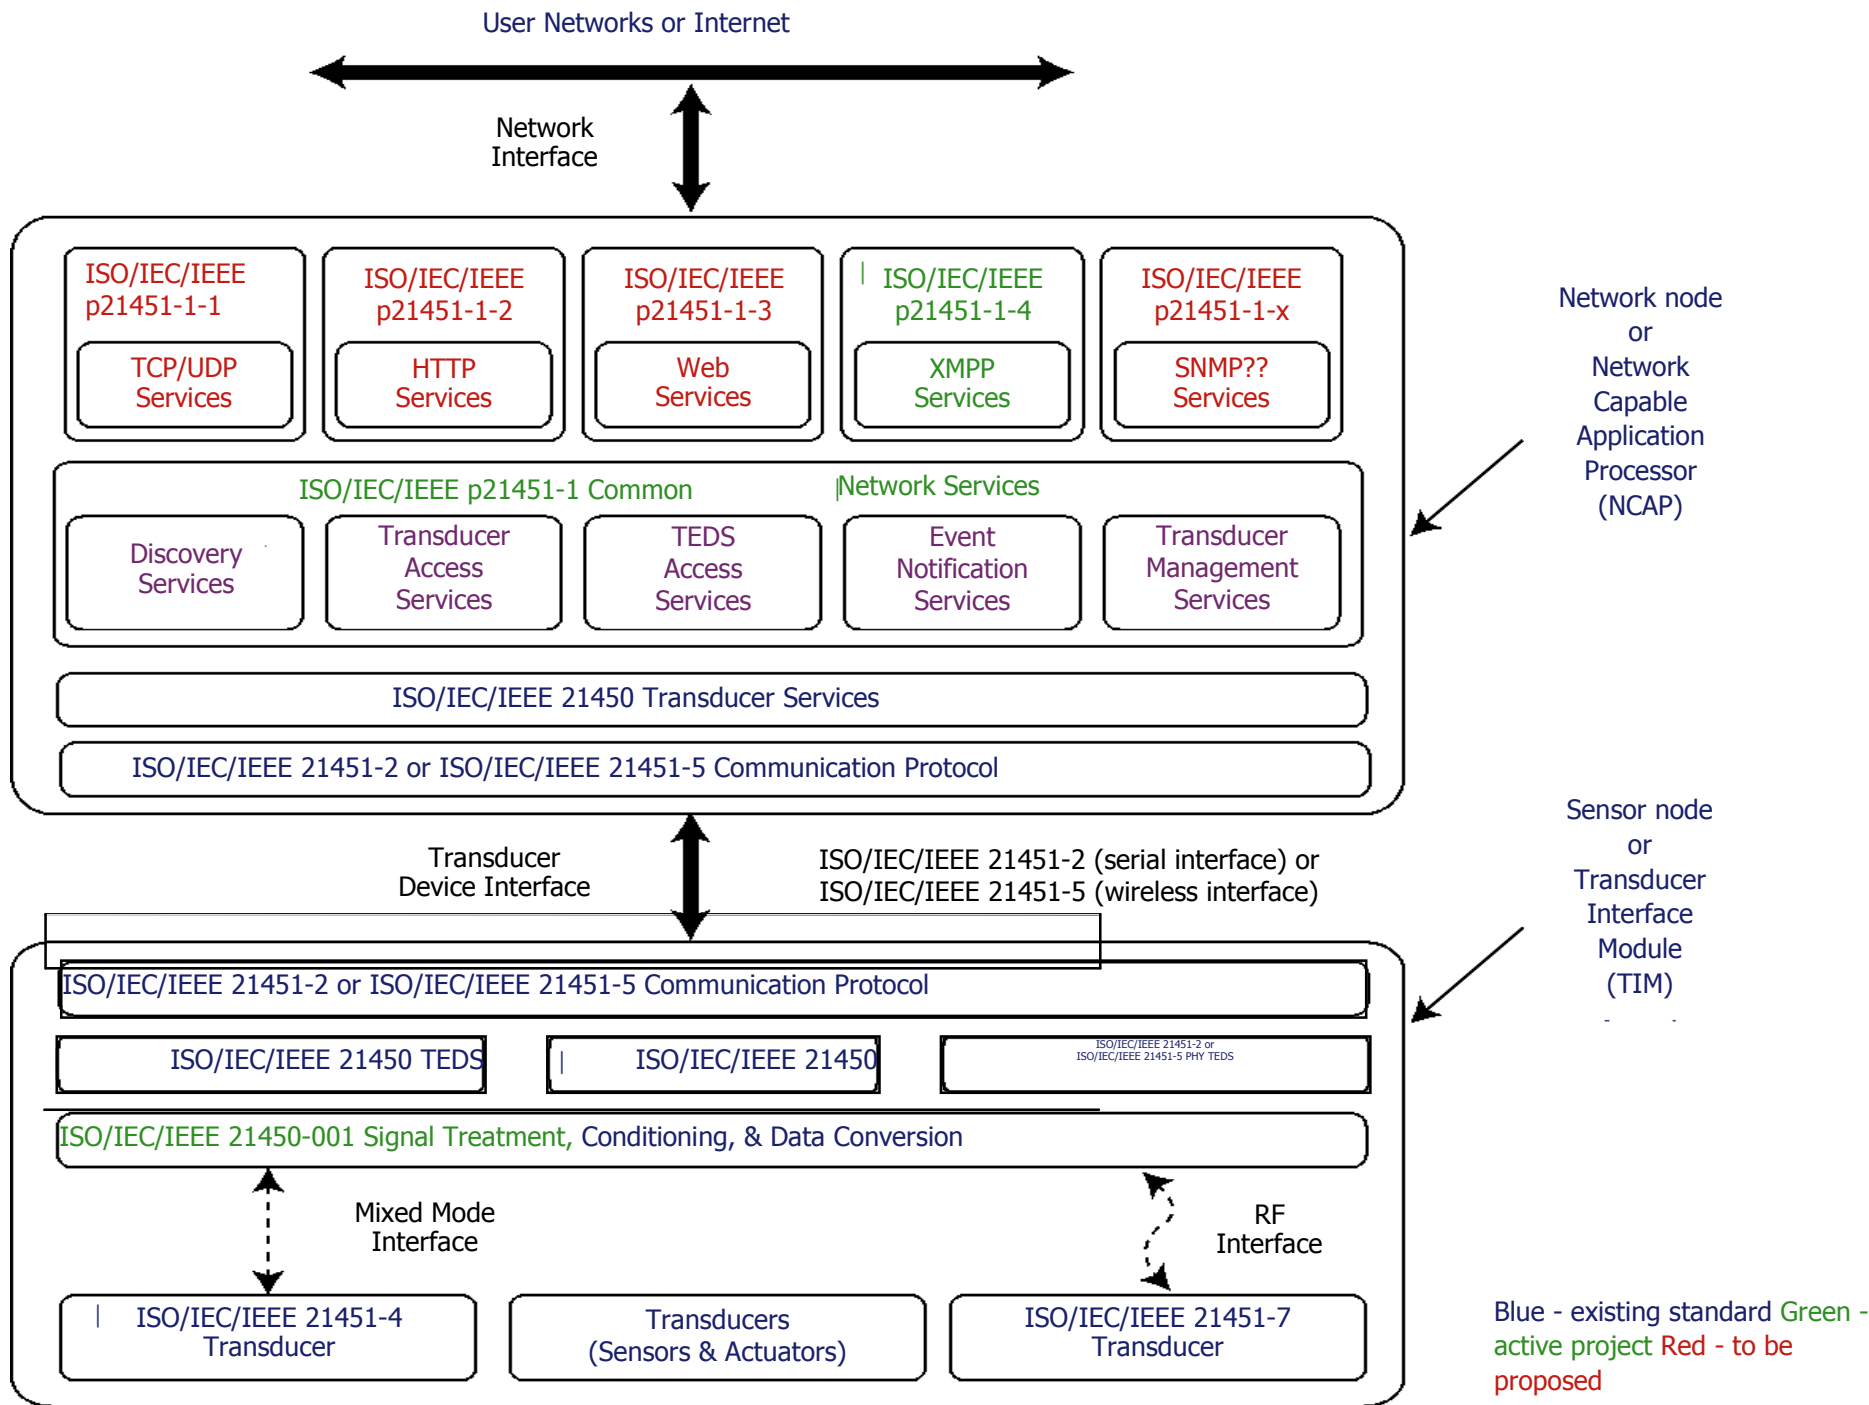 User Networks or Internet
Network
Interface
ISO/IEC/IEEE
p21451-1-1
TCP/UDP
Services
ISO/IEC/IEEE
p21451-1-2
HTTP
Services
ISO/IEC/IEEE
p21451-1-3
Web
Services
ISO/IEC/IEEE
p21451-1-4
XMPP
Services
ISO/IEC/IEEE
p21451-1-x
SNMP??
Services
Network node
or
Network
Capable
Application
Processor
(NCAP)
ISO/IEC/IEEE p21451-1 Common Network Services
Discovery
Services
Transducer
Access
Services
TEDS
Access
Services
Event
Notification
Services
Transducer
Management
Services
ISO/IEC/IEEE 21450 Transducer Services
ISO/IEC/IEEE 21451-2 or ISO/IEC/IEEE 21451-5 Communication Protocol
Transducer
Device Interface
ISO/IEC/IEEE 21451-2 (serial interface) or
ISO/IEC/IEEE 21451-5 (wireless interface)
Sensor node
or
Transducer
Interface
Module
(TIM)
ISO/IEC/IEEE 21451-2 or ISO/IEC/IEEE 21451-5 Communication Protocol
ISO/IEC/IEEE 21450 TEDS
ISO/IEC/IEEE 21450
ISO/IEC/IEEE 21451-2 or
ISO/IEC/IEEE 21451-5 PHY TEDS
ISO/IEC/IEEE 21450-001 Signal Treatment, Conditioning, & Data Conversion
Mixed Mode
Interface
RF
Interface
ISO/IEC/IEEE 21451-4
Transducer
Transducers
(Sensors & Actuators)
ISO/IEC/IEEE 21451-7
Transducer
Blue - existing standard Green -
active project Red - to be
proposed